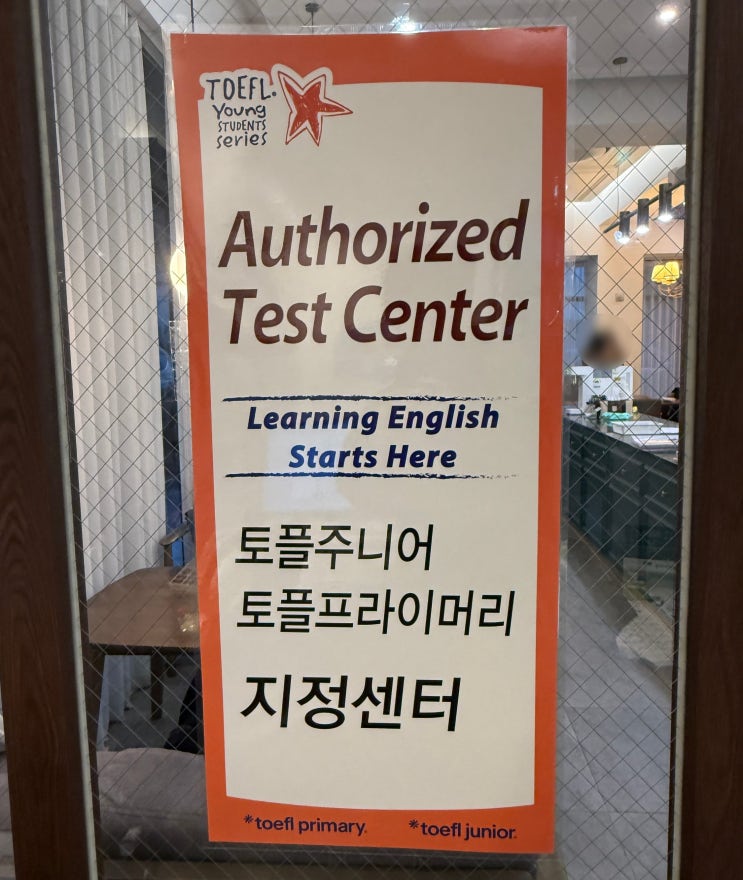 TOEFL.
Young
STUDENTS
series
Authorized
Test Center
Learning English
Starts Here
토플주니어
토플프라이머리
지정센터
*toefl primary. *toefl junior.